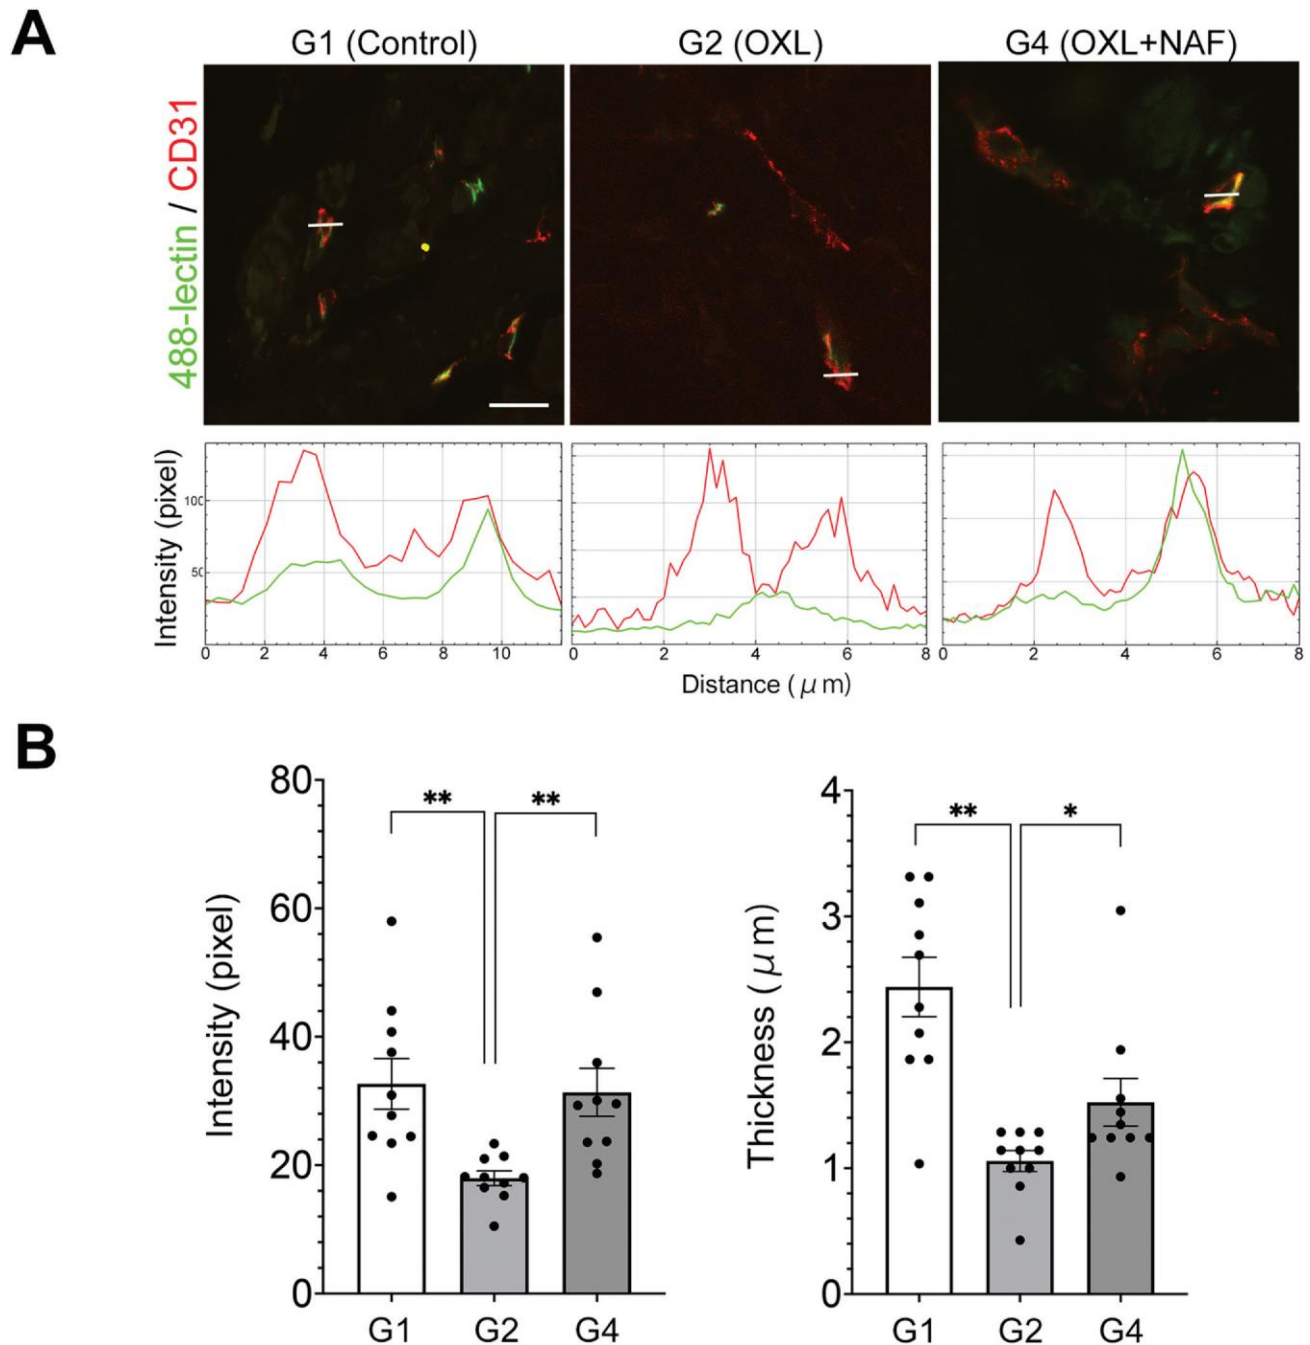 A
G1 (Control)
G2 (OXL)
G4 (OXL+NAF)
488-lectin / CD31
Intensity (pixel)
100
50
0 2 4 6 8 10
0 2 4 6 8
0 2 4 6 8
Distance ( μ m)
B
Intensity (pixel)
80
60
40
20
0
** **
G1 G2 G4
Thickness ( μ m)
4
3
2
1
0
** *
G1 G2 G4